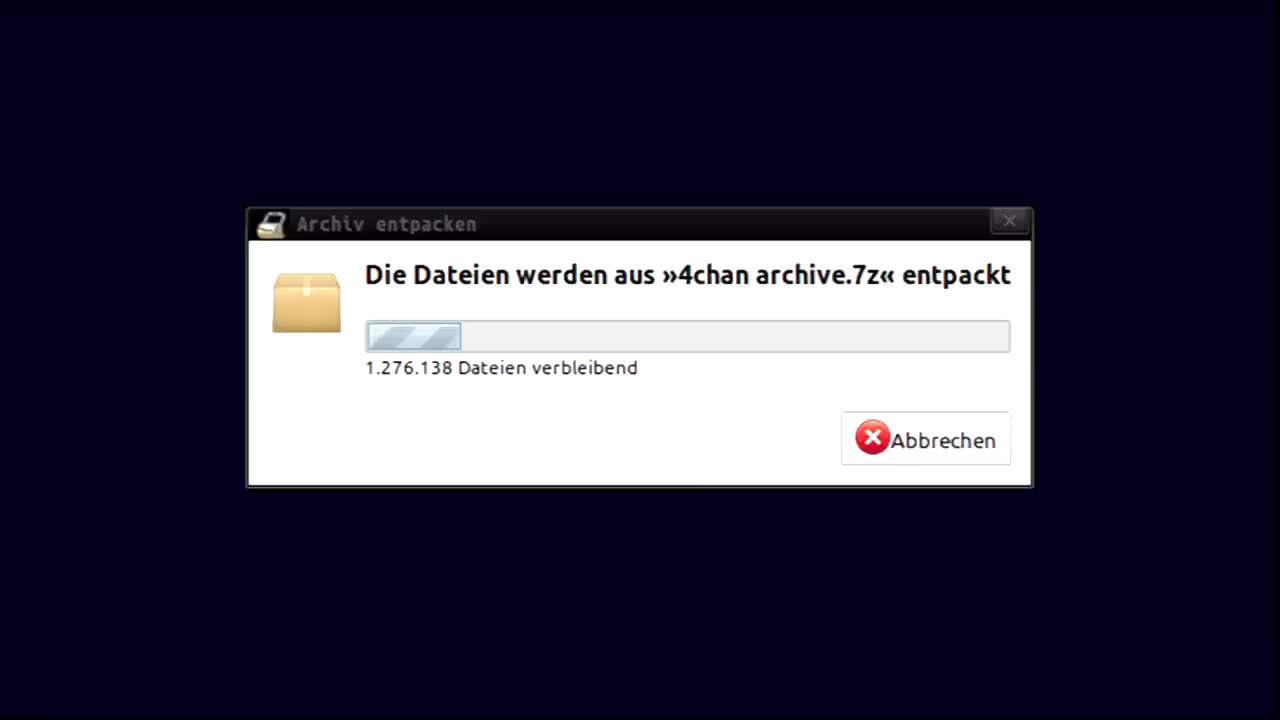 Archiv entpacken
Die Dateien werden aus »4chan archive.7z« entpackt
1.276.138 Dateien verbleibend
Abbrechen